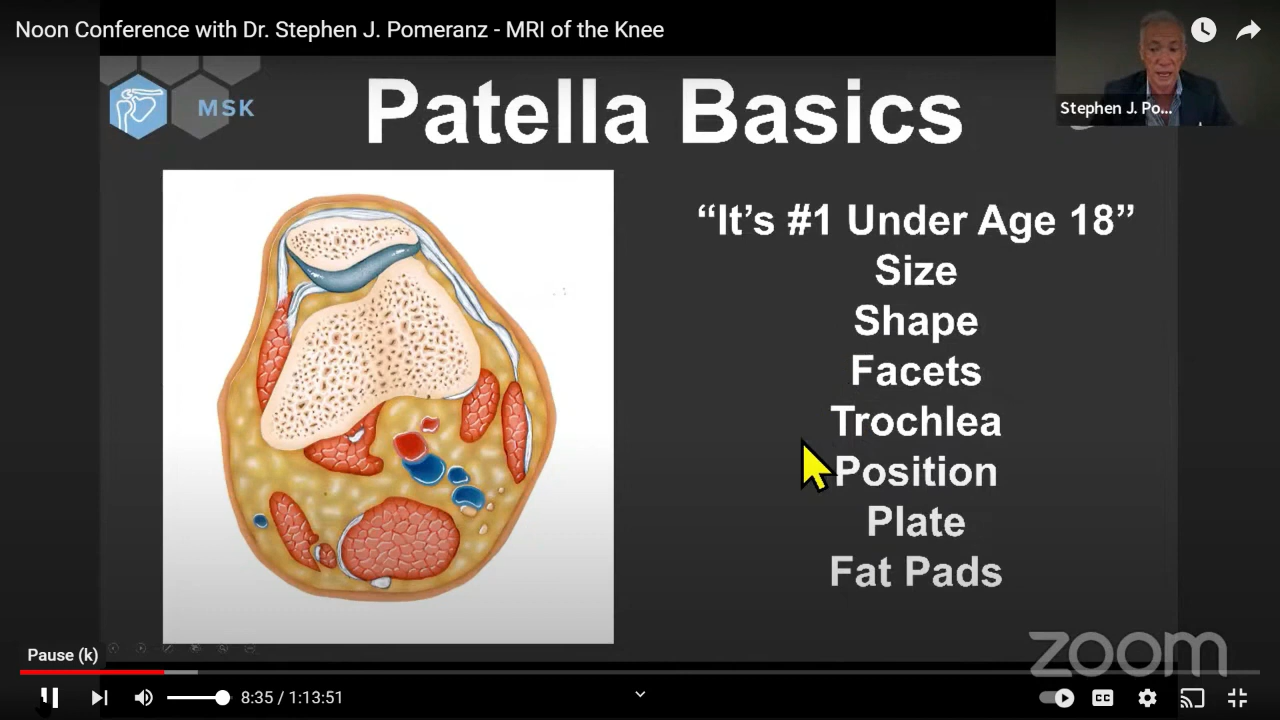 Noon Conference with Dr. Stephen J. Pomeranz - MRI of the Knee
MSK
Patella Basics
Stephen J. Po...
“It’s #1 Under Age 18”
Size
Shape
Facets
Trochlea
Position
Plate
Fat Pads
zoom
Pause (k)
8:35 / 1:13:51
CC